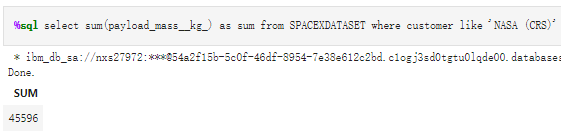 %sql select sum(payload_mass__kg_) as sum from SPACEXDATASET where customer like 'NASA (CRS)'
* ibm_db_sa://nxs27972:***@54a2f15b-5c0f-46df-8954-7e38e612c2bd.c1ogj3sd0tgtu0lqde00.databases
Done.
SUM
45596